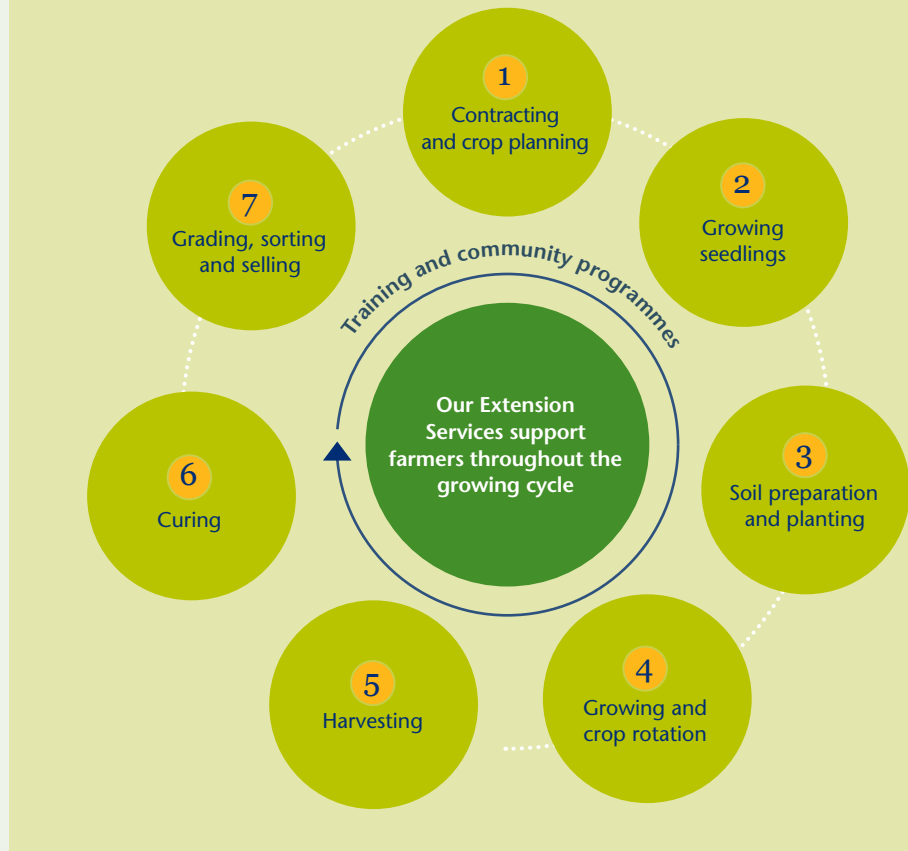 1
Contracting
and crop planning
2
Growing
seedlings
3
Soil preparation
and planting
4
Growing and
crop rotation
5
Harvesting
6
Curing
7
Grading, sorting
and selling
Training and community programmes
Our Extension
Services support
farmers throughout the
growing cycle